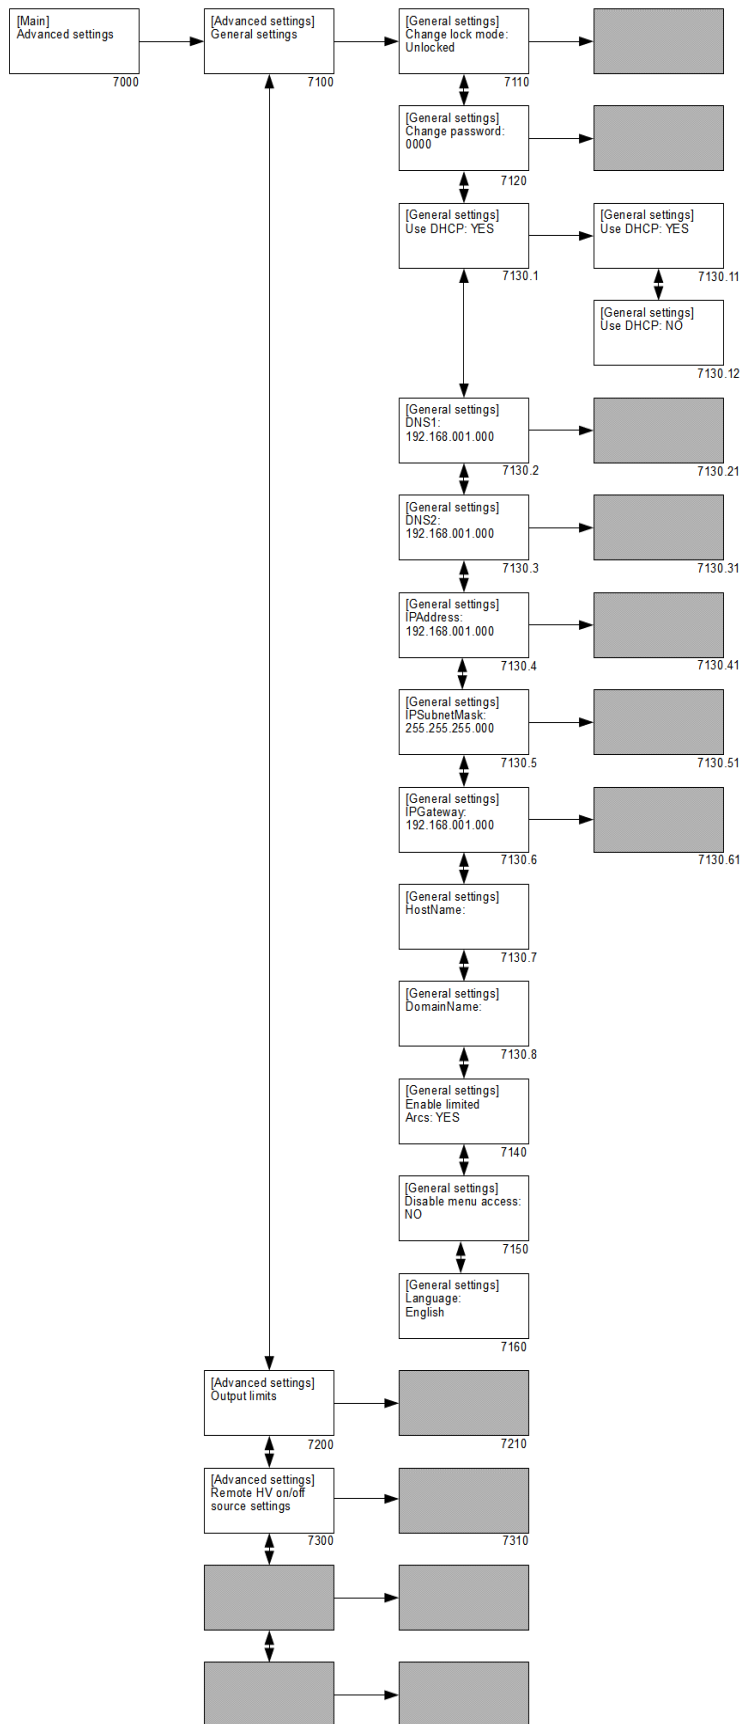 [Main]
Advanced settings
7000
[Advanced settings]
General settings
7100
[General settings]
Change lock mode:
Unlocked
7110
[General settings]
Change password:
0000
7120
[General settings]
Use DHCP: YES
7130.1
[General settings]
Use DHCP: YES
7130.11
[General settings]
Use DHCP: NO
7130.12
[General settings]
DNS1:
192.168.001.000
7130.2
7130.21
[General settings]
DNS2:
192.168.001.000
7130.3
7130.31
[General settings]
IPAddress:
192.168.001.000
7130.4
7130.41
[General settings]
IPSubnetMask:
255.255.255.000
7130.5
7130.51
[General settings]
IPGateway:
192.168.001.000
7130.6
7130.61
[General settings]
HostName:
7130.7
[General settings]
DomainName:
7130.8
[General settings]
Enable limited
Arcs: YES
7140
[General settings]
Disable menu access:
NO
7150
[General settings]
Language:
English
7160
[Advanced settings]
Output limits
7200
7210
[Advanced settings]
Remote HV on/off
source settings
7300
7310